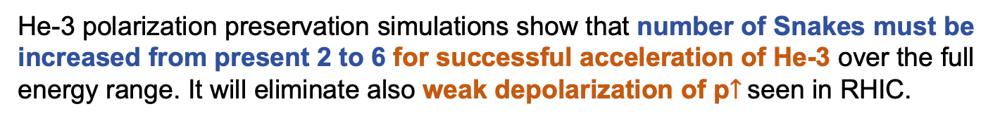 He-3 polarization preservation simulations show that number of Snakes must be
increased from present 2 to 6 for successful acceleration of He-3 over the full
energy range. It will eliminate also weak depolarization of p↑ seen in RHIC.